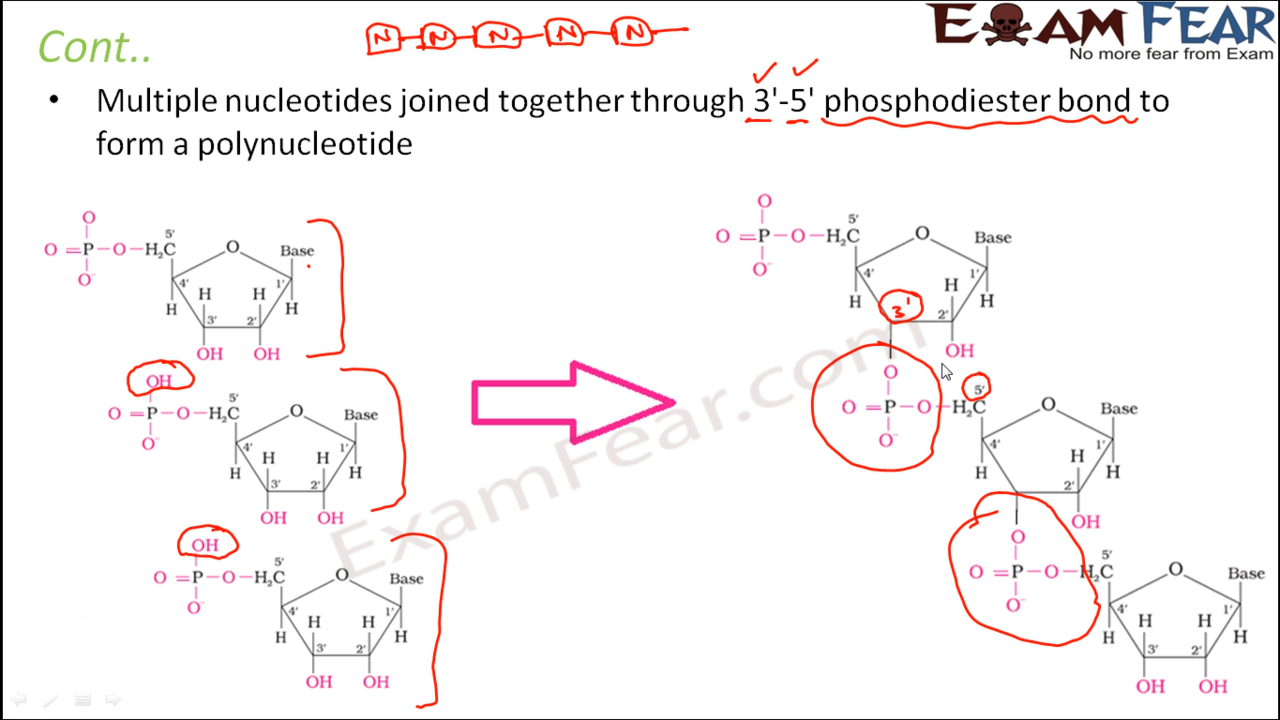 Cont..
N N N N N
EXAM FEAR
No more fear from Exam
• Multiple nucleotides joined together through 3'-5' phosphodiester bond to
form a polynucleotide
O
O = P – O – H₂C 5' O Base
O⁻
4' H H 1'
H 3' 2' H
OH OH
OH
O = P – O – H₂C 5' O Base
O⁻
4' H H 1'
H 3' 2' H
OH OH
OH
O = P – O – H₂C 5' O Base
O⁻
4' H H 1'
H 3' 2' H
OH OH
O
O = P – O – H₂C 5' O Base
O⁻
4' H 1'
H 3' 2' H
OH
O
O = P – O – H₂C 5' O Base
O⁻
4' H 1'
H 2' H
OH
O
O = P – O – H₂C 5' O Base
O⁻
4' H H 1'
H 3' 2' H
OH OH
ExamFear.com